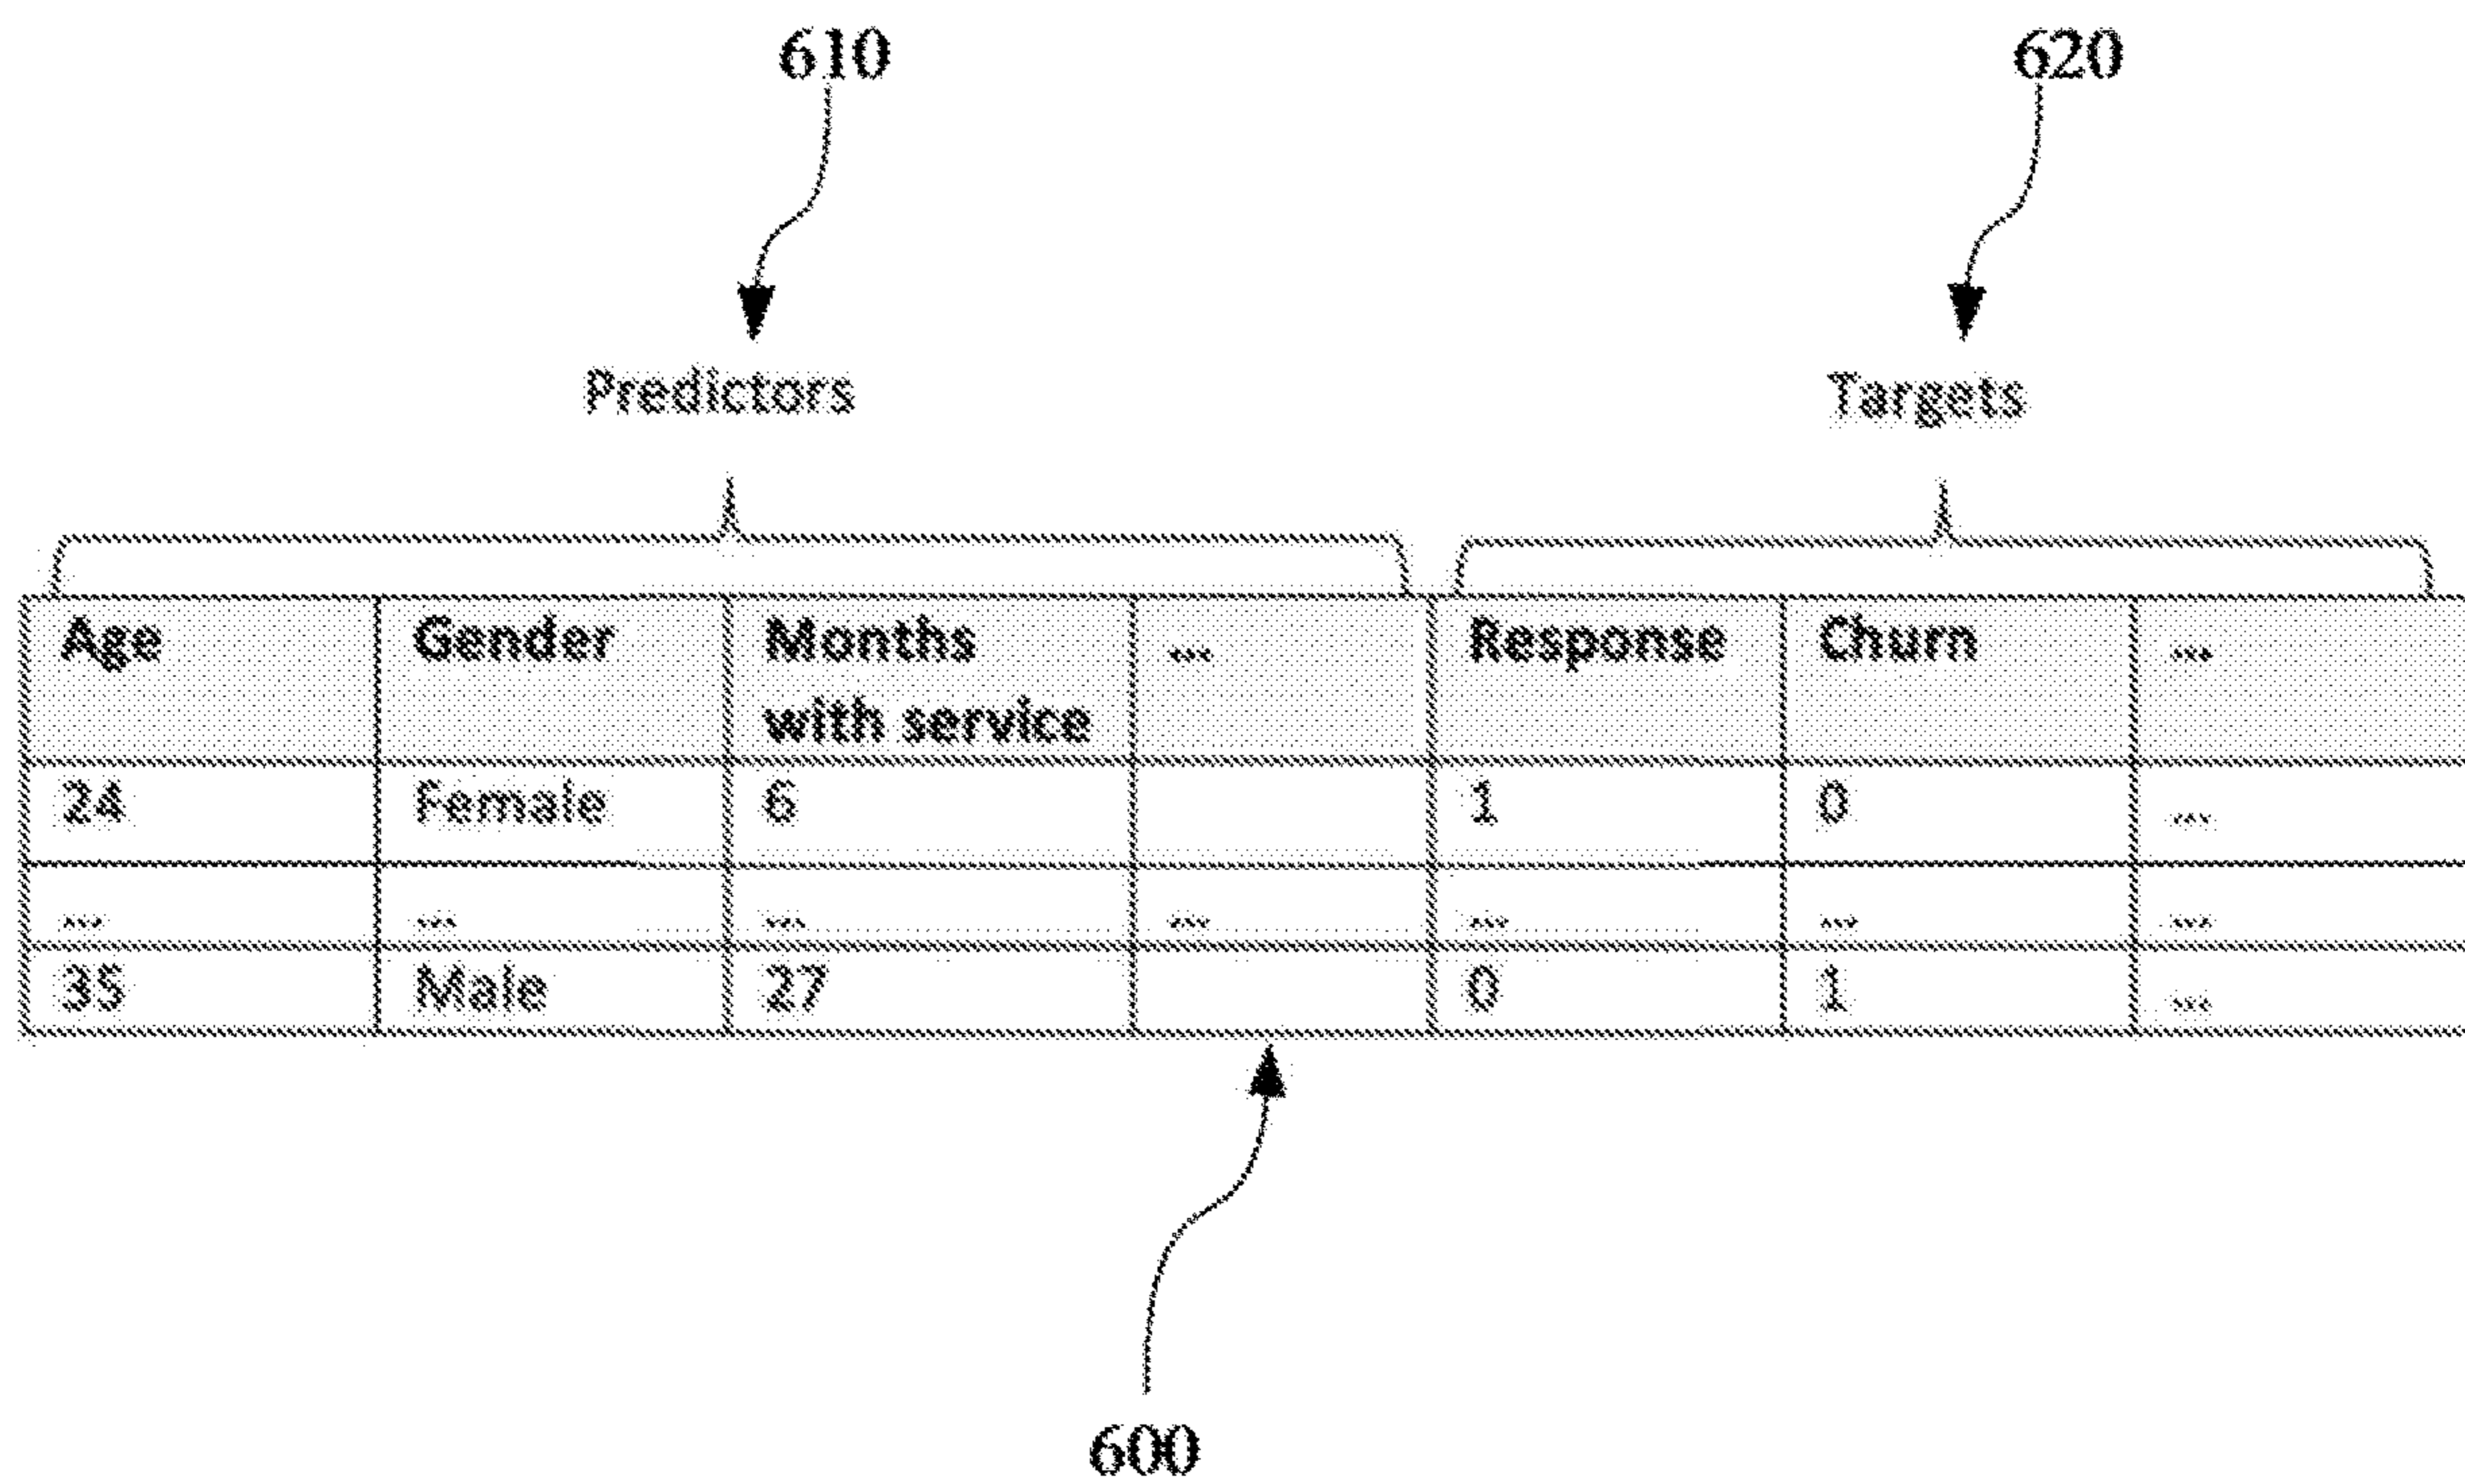 610 620
Predictors Targets
Age Gender Months ... Response Churn ...
with service
24 Female 6 1 0 ...
... ... ... ... ... ... ...
35 Male 27 0 1 ...
600